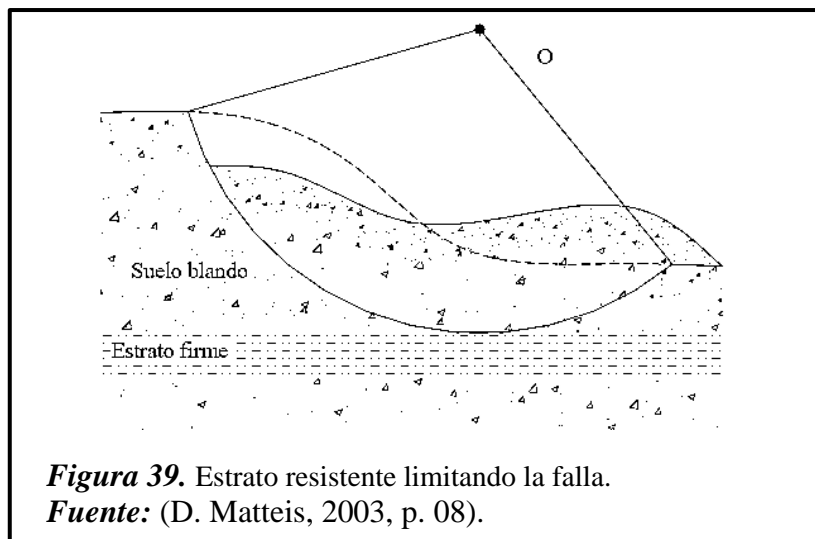 O
Suelo blando
Estrato firme
Figura 39. Estrato resistente limitando la falla.
Fuente: (D. Matteis, 2003, p. 08).